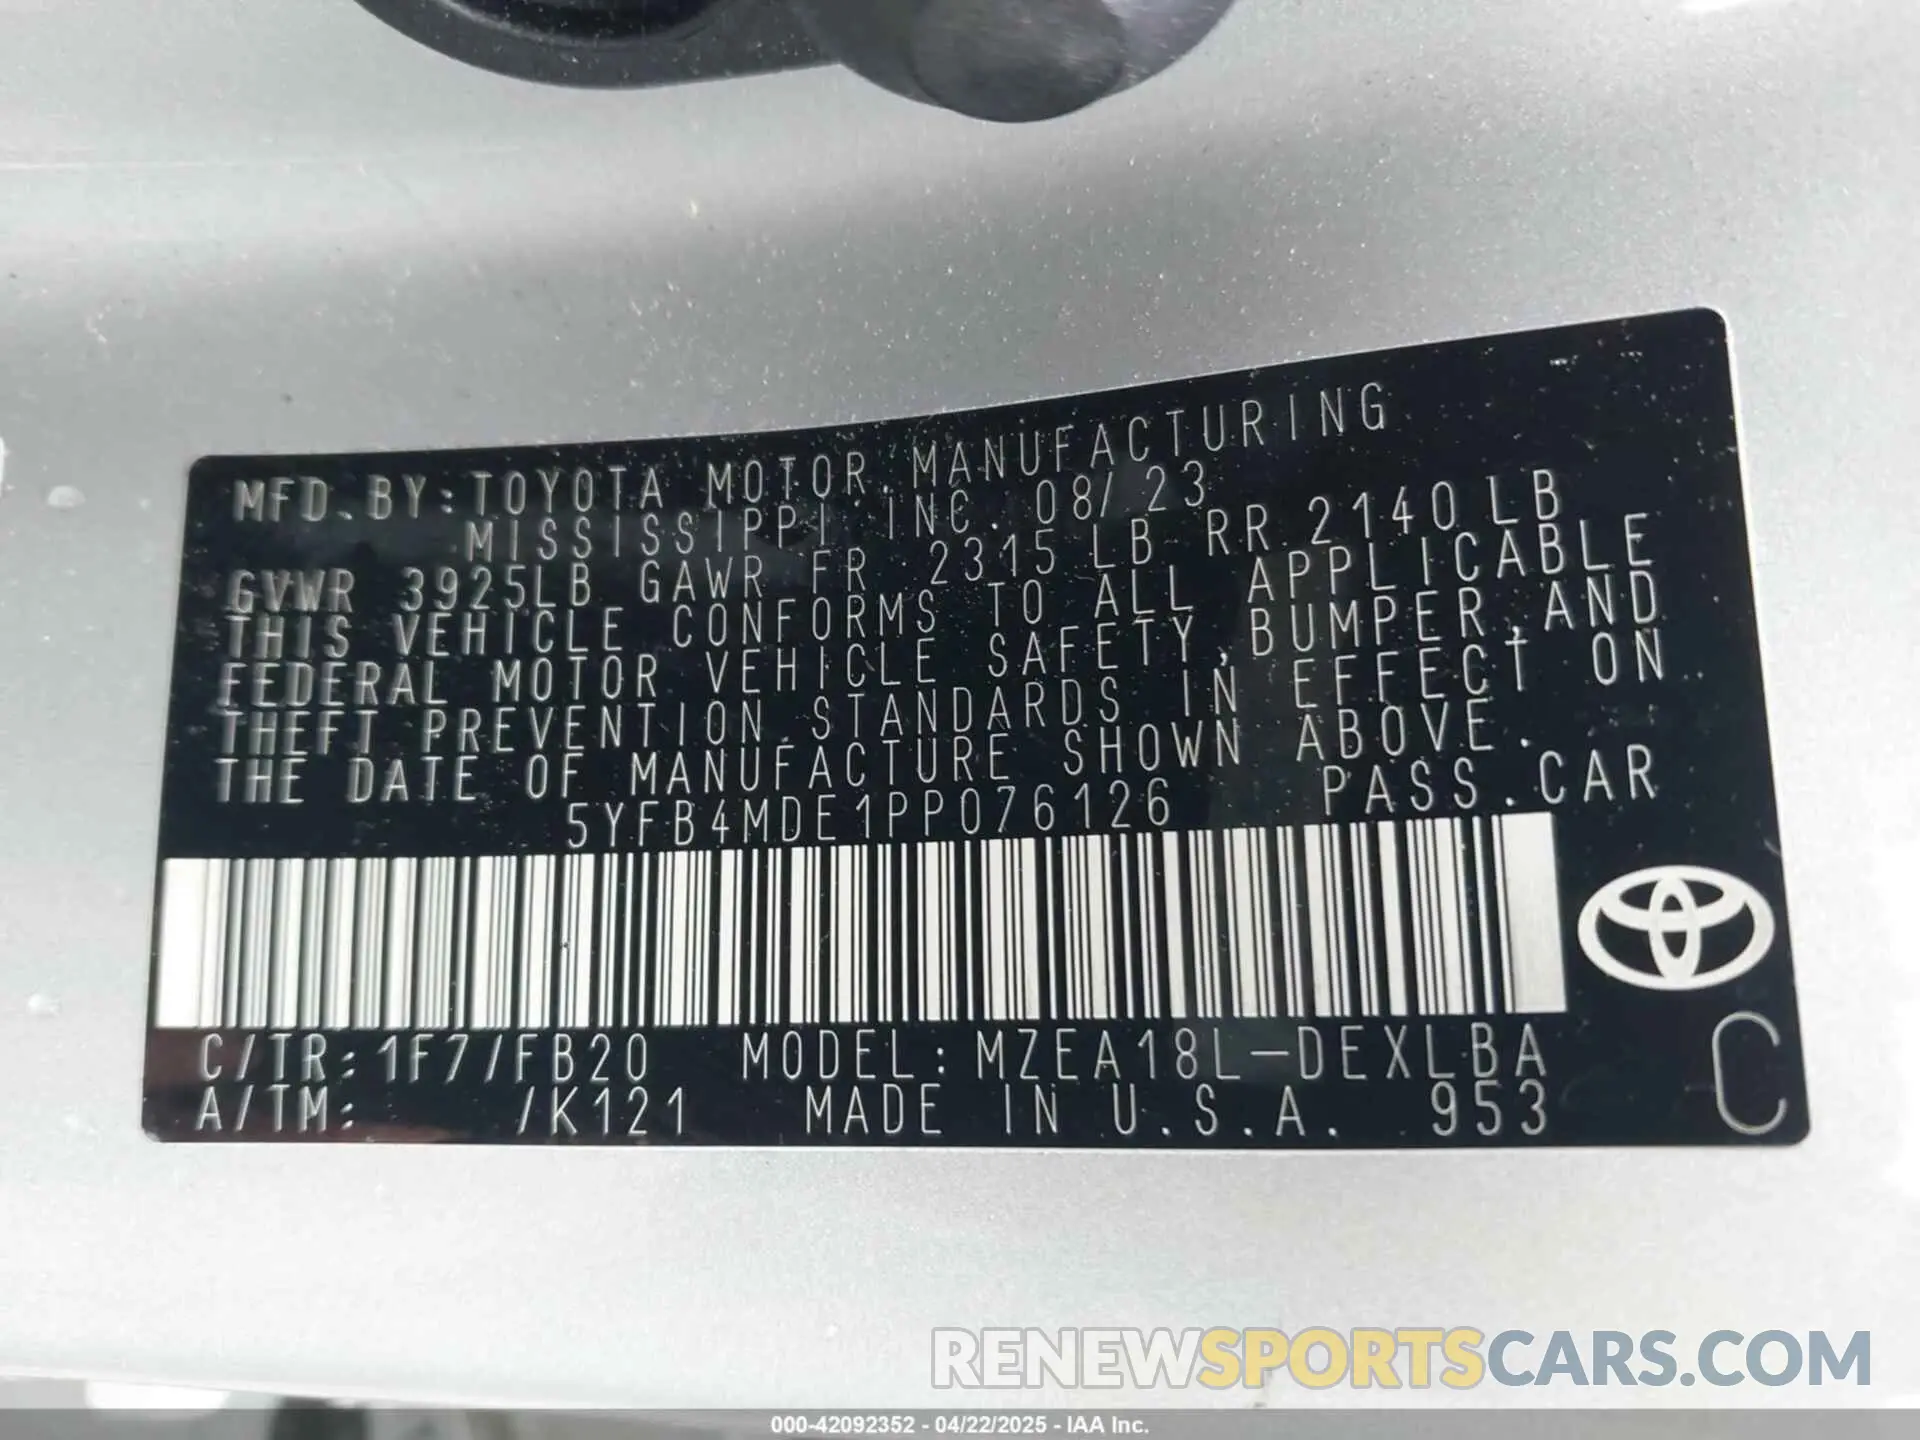 MFD. BY: TOYOTA MOTOR MANUFACTURING
MISSISSIPPI, INC. 08/23
GVWR 3925LB GAWR FR 2315 LB RR 2140 LB
THIS VEHICLE CONFORMS TO ALL APPLICABLE
FEDERAL MOTOR VEHICLE SAFETY, BUMPER, AND
THEFT PREVENTION STANDARDS IN EFFECT ON
THE DATE OF MANUFACTURE SHOWN ABOVE.
5YFB4MDE1PP076126 PASS. CAR
C/TR: 1F7/FB20 MODEL: MZEA18L-DEXLBA
A/TM: /K121 MADE IN U.S.A. 953
C
RENEWSPORTSCARS.COM
000-42092352 - 04/22/2025 - IAA Inc.